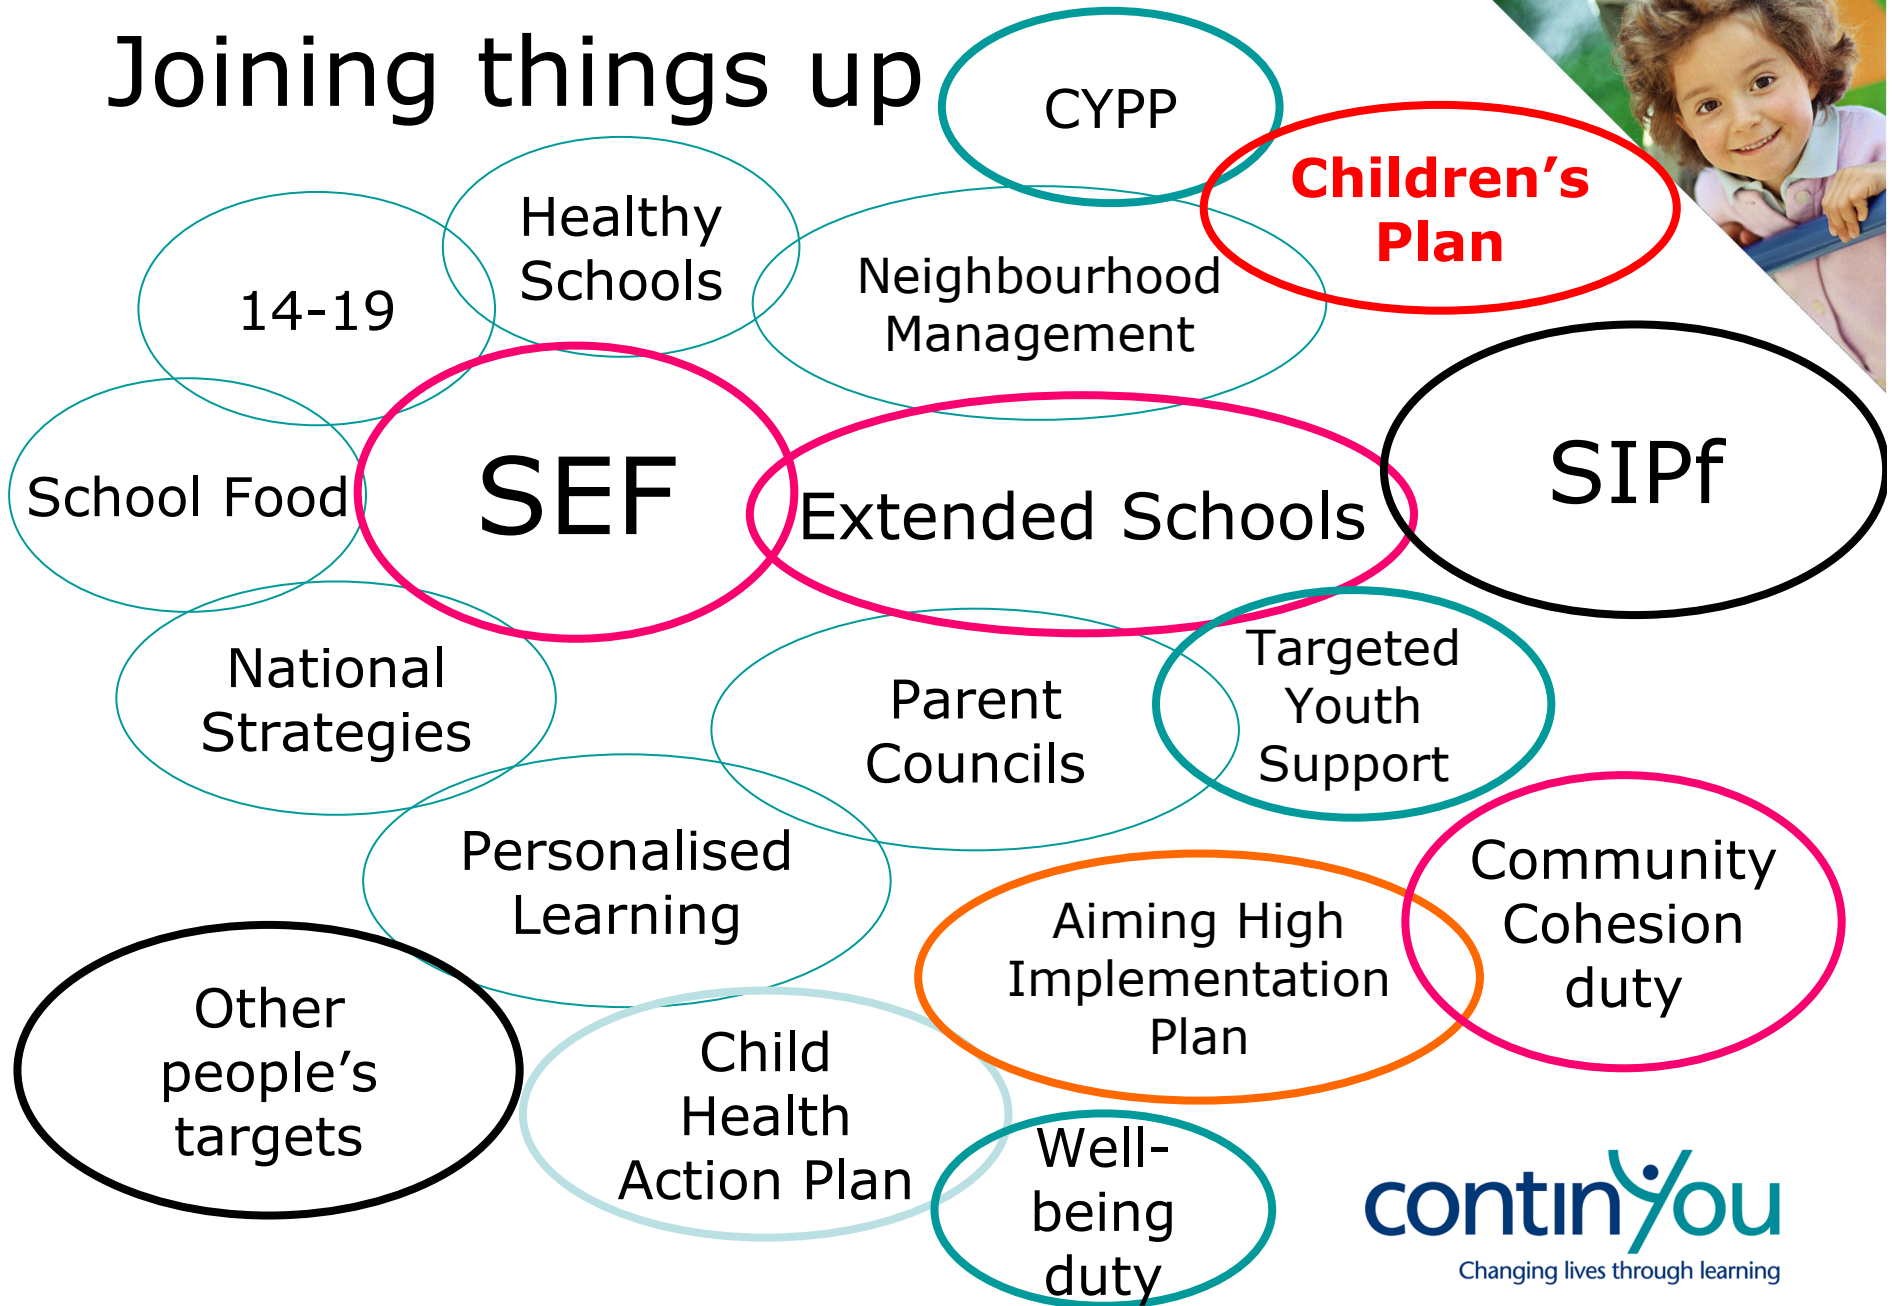 Joining things up
CYPP
Children’s
Plan
Healthy
Schools
14-19
Neighbourhood
Management
SIPf
School Food
SEF
Extended Schools
National
Strategies
Parent
Councils
Targeted
Youth
Support
Personalised
Learning
Community
Cohesion
duty
Aiming High
Implementation
Plan
Other
people’s
targets
Child
Health
Action Plan
Well-
being
duty
continYou
Changing lives through learning